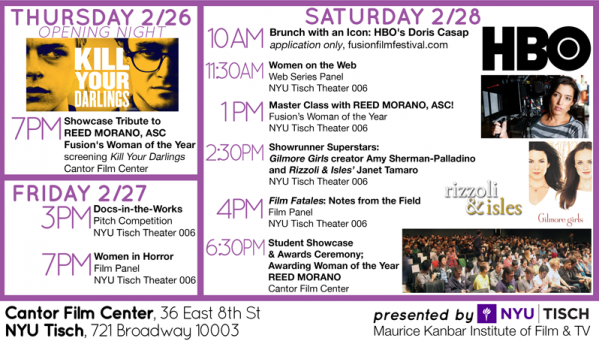 THURSDAY 2/26
OPENING NIGHT
KILL
YOUR
DARLINGS
7PM
Showcase Tribute to
REED MORANO, ASC
Fusion's Woman of the Year
screening Kill Your Darlings
Cantor Film Center
FRIDAY 2/27
3PM
Docs-in-the-Works
Pitch Competition
NYU Tisch Theater 006
7PM
Women in Horror
Film Panel
NYU Tisch Theater 006
SATURDAY 2/28
10AM
Brunch with an Icon: HBO's Doris Casap
application only, fusionfilmfestival.com
HBO
11:30AM
Women on the Web
Web Series Panel
NYU Tisch Theater 006
1PM
Master Class with REED MORANO, ASC!
Fusion's Woman of the Year
NYU Tisch Theater 006
2:30PM
Showrunner Superstars:
Gilmore Girls creator Amy Sherman-Palladino
and Rizzoli & Isles' Janet Tamaro
NYU Tisch Theater 006
rizzoli
& isles
Gilmore girls
4PM
Film Fatales: Notes from the Field
Film Panel
NYU Tisch Theater 006
6:30PM
Student Showcase
& Awards Ceremony;
Awarding Woman of the Year
REED MORANO
Cantor Film Center
Cantor Film Center, 36 East 8th St
NYU Tisch, 721 Broadway 10003
presented by NYU TISCH
Maurice Kanbar Institute of Film & TV